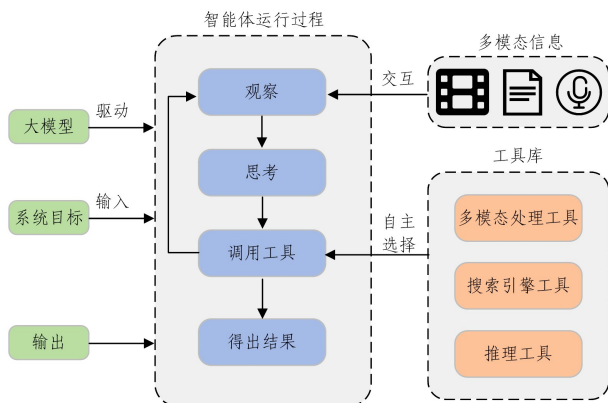 智能体运行过程
多模态信息
观察
交互
大模型
驱动
思考
工具库
系统目标
输入
多模态处理工具
自主
选择
调用工具
搜索引擎工具
输出
得出结果
推理工具